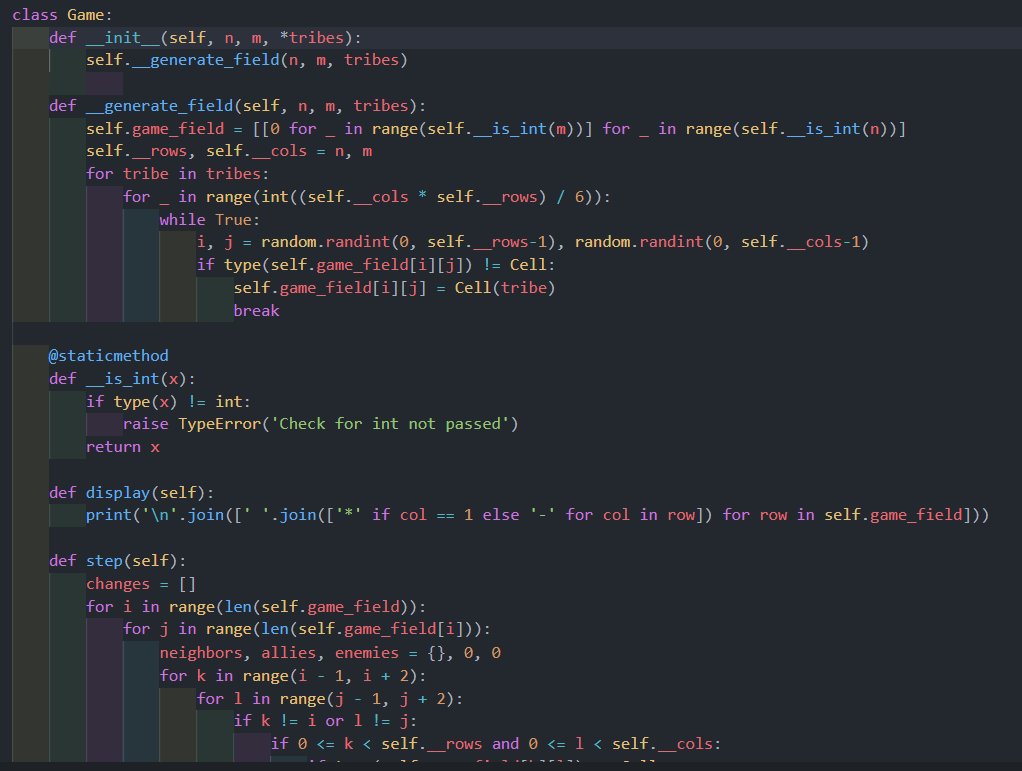 class Game:
    def __init__(self, n, m, *tribes):
        self.__generate_field(n, m, tribes)

    def __generate_field(self, n, m, tribes):
        self.game_field = [[0 for _ in range(self.__is_int(m))] for _ in range(self.__is_int(n))]
        self.__rows, self.__cols = n, m
        for tribe in tribes:
            for _ in range(int((self.__cols * self.__rows) / 6)):
                while True:
                    i, j = random.randint(0, self.__rows-1), random.randint(0, self.__cols-1)
                    if type(self.game_field[i][j]) != Cell:
                        self.game_field[i][j] = Cell(tribe)
                        break

    @staticmethod
    def __is_int(x):
        if type(x) != int:
            raise TypeError('Check for int not passed')
        return x

    def display(self):
        print('\n'.join([' '.join(['*' if col == 1 else '-' for col in row]) for row in self.game_field]))

    def step(self):
        changes = []
        for i in range(len(self.game_field)):
            for j in range(len(self.game_field[i])):
                neighbors, allies, enemies = {}, 0, 0
                for k in range(i - 1, i + 2):
                    for l in range(j - 1, j + 2):
                        if k != i or l != j:
                            if 0 <= k < self.__rows and 0 <= l < self.__cols: